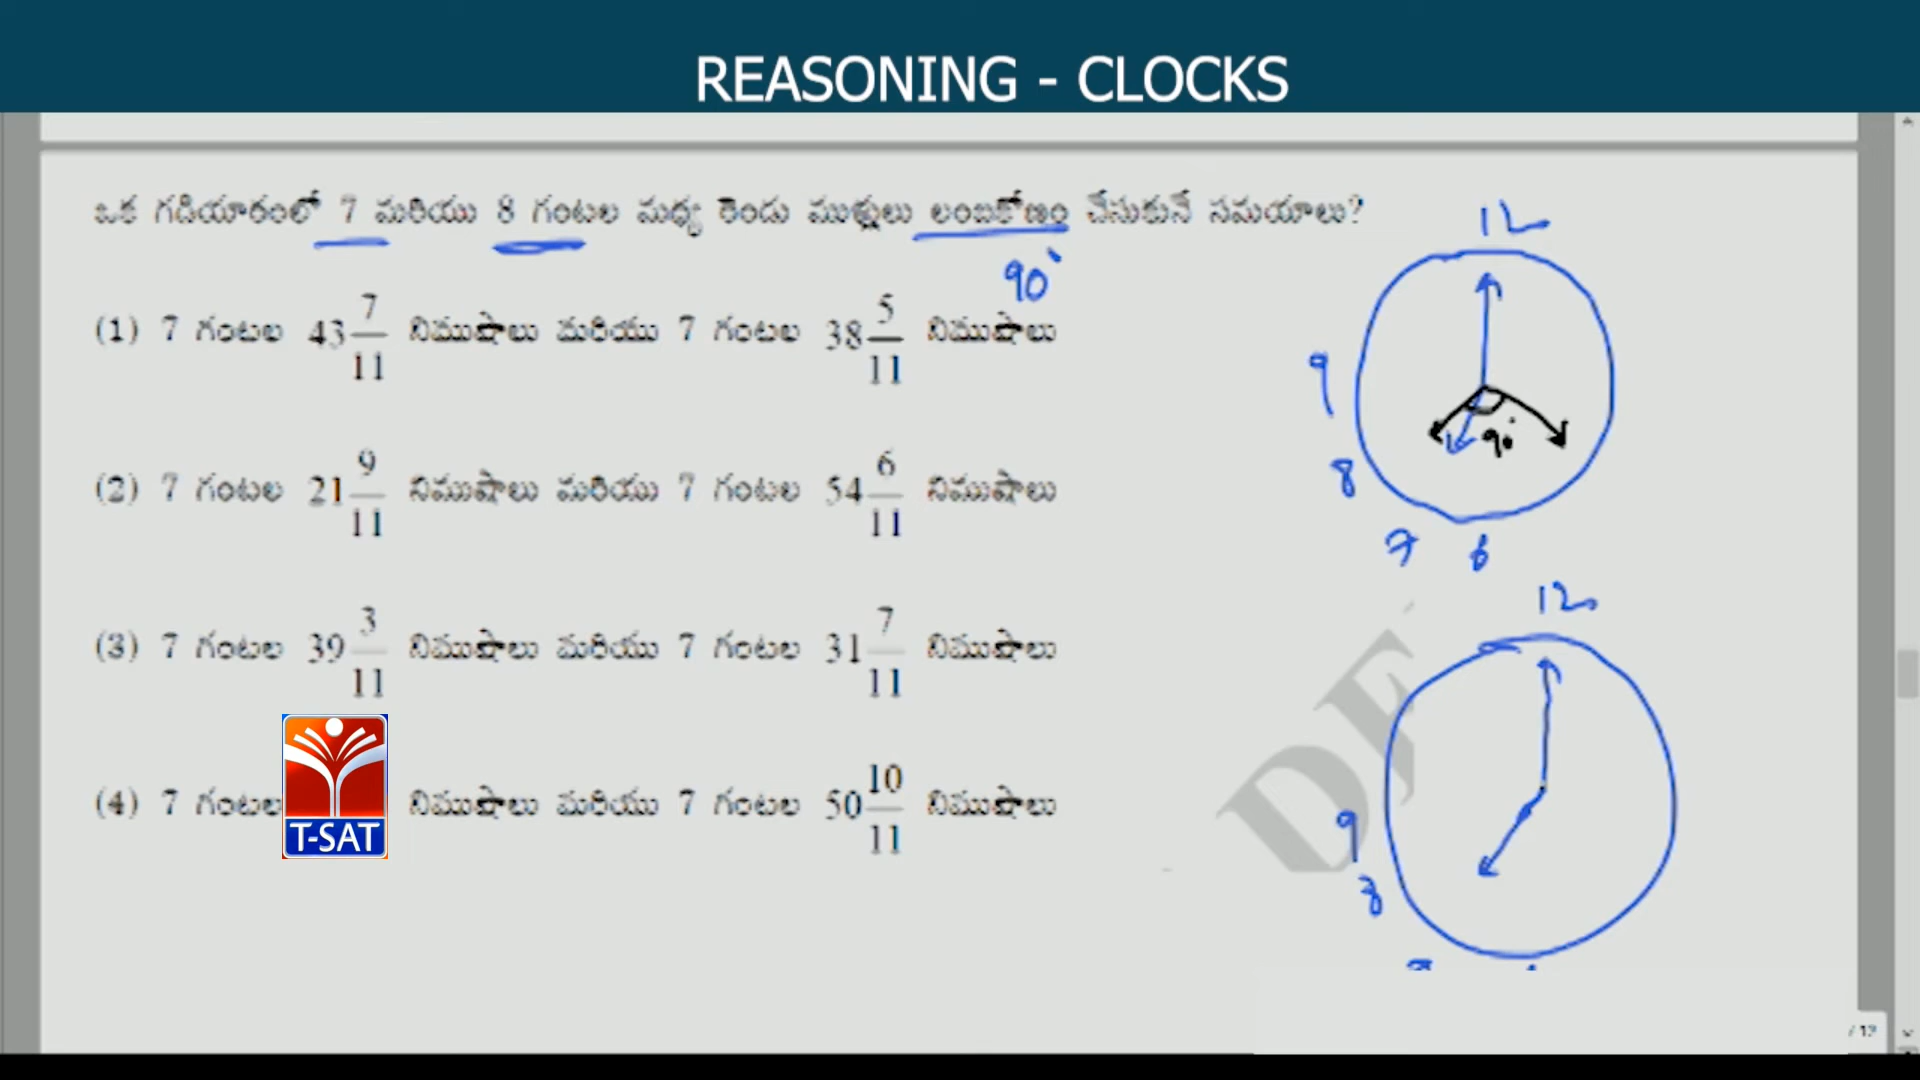 REASONING - CLOCKS
ఒక గడియారంలో 7 మరియు 8 గంటల మధ్య రెండు ముళ్ళులు లంబకోణం చేసుకునే సమయాలు?
90°
(1) 7 గంటల 43 7/11 నిముషాలు మరియు 7 గంటల 38 5/11 నిముషాలు
(2) 7 గంటల 21 9/11 నిముషాలు మరియు 7 గంటల 54 6/11 నిముషాలు
(3) 7 గంటల 39 3/11 నిముషాలు మరియు 7 గంటల 31 7/11 నిముషాలు
(4) 7 గంటల నిముషాలు మరియు 7 గంటల 50 10/11 నిముషాలు
T-SAT
12
9
90°
8
7 6
12
9
8
/ 12